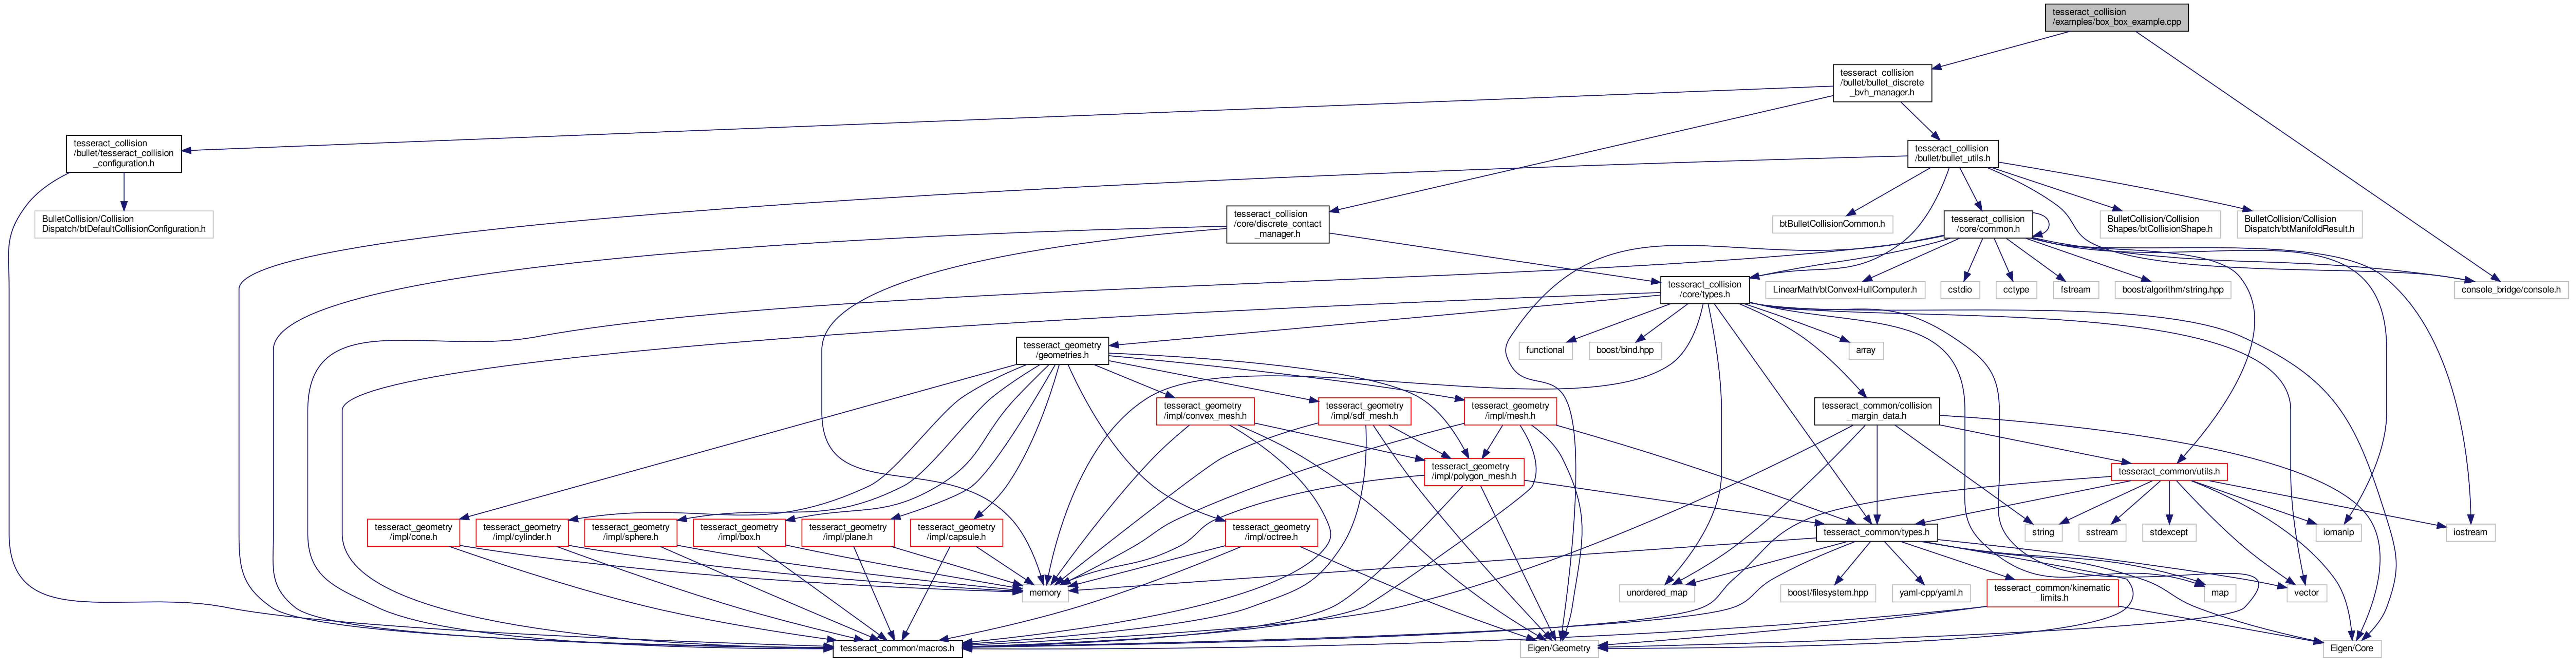 tesseract_collision
/examples/box_box_example.cpp
tesseract_collision
/bullet/bullet_discrete
_bvh_manager.h
tesseract_collision
/bullet/tesseract_collision
_configuration.h
tesseract_collision
/bullet/bullet_utils.h
BulletCollision/Collision
Dispatch/btDefaultCollisionConfiguration.h
tesseract_collision
/core/discrete_contact
_manager.h
btBulletCollisionCommon.h
tesseract_collision
/core/common.h
BulletCollision/Collision
Shapes/btCollisionShape.h
BulletCollision/Collision
Dispatch/btManifoldResult.h
tesseract_collision
/core/types.h
LinearMath/btConvexHullComputer.h
cstdio
cctype
fstream
boost/algorithm/string.hpp
console_bridge/console.h
tesseract_geometry
/geometries.h
functional
boost/bind.hpp
array
tesseract_geometry
/impl/convex_mesh.h
tesseract_geometry
/impl/sdf_mesh.h
tesseract_geometry
/impl/mesh.h
tesseract_common/collision
_margin_data.h
tesseract_geometry
/impl/polygon_mesh.h
tesseract_common/utils.h
tesseract_geometry
/impl/cone.h
tesseract_geometry
/impl/cylinder.h
tesseract_geometry
/impl/sphere.h
tesseract_geometry
/impl/box.h
tesseract_geometry
/impl/plane.h
tesseract_geometry
/impl/capsule.h
tesseract_geometry
/impl/octree.h
tesseract_common/types.h
string
sstream
stdexcept
iomanip
iostream
memory
unordered_map
boost/filesystem.hpp
yaml-cpp/yaml.h
tesseract_common/kinematic
_limits.h
map
vector
tesseract_common/macros.h
Eigen/Geometry
Eigen/Core